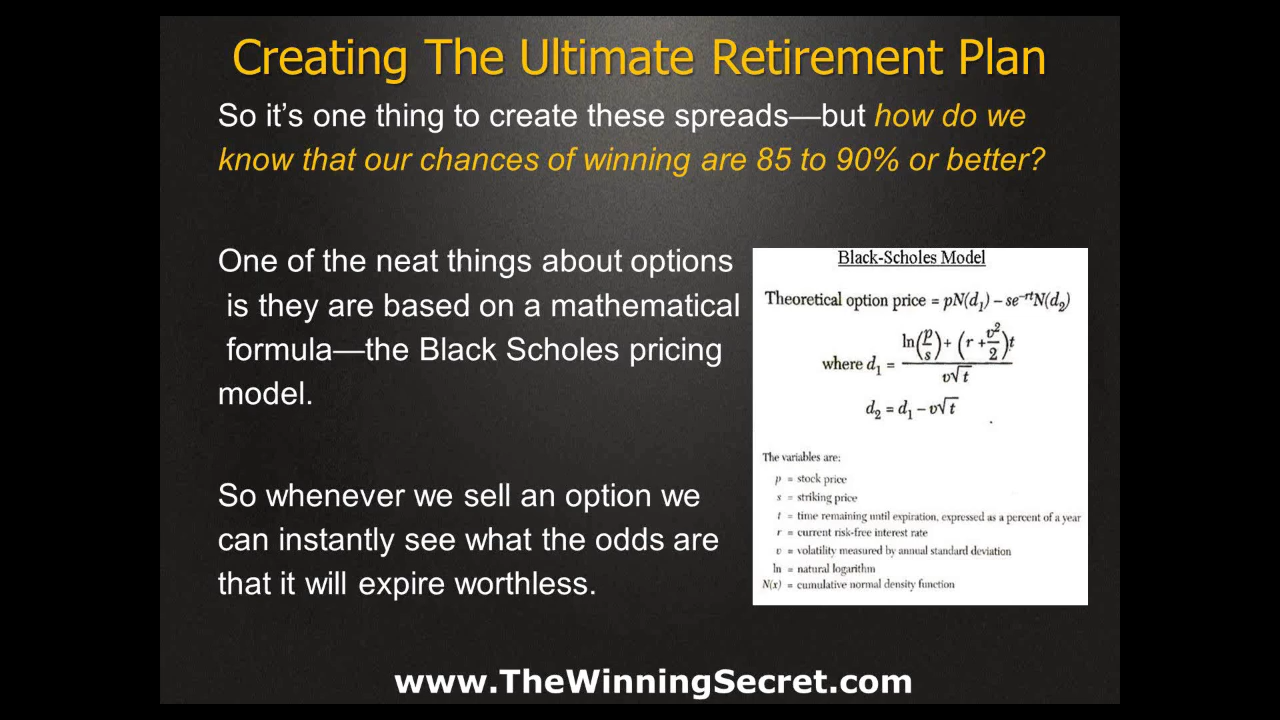 Creating The Ultimate Retirement Plan
So it’s one thing to create these spreads—but how do we
know that our chances of winning are 85 to 90% or better?
One of the neat things about options
is they are based on a mathematical
formula—the Black Scholes pricing
model.
So whenever we sell an option we
can instantly see what the odds are
that it will expire worthless.
Black-Scholes Model
Theoretical option price = pN(d₁) – se⁻ʳᵗN(d₂)
where d₁ = (ln(p/s) + (r + v²/2)t) / (v√t)
d₂ = d₁ – v√t
The variables are:
p = stock price
s = striking price
t = time remaining until expiration, expressed as a percent of a year
r = current risk-free interest rate
v = volatility measured by annual standard deviation
ln = natural logarithm
N(x) = cumulative normal density function
www.TheWinningSecret.com